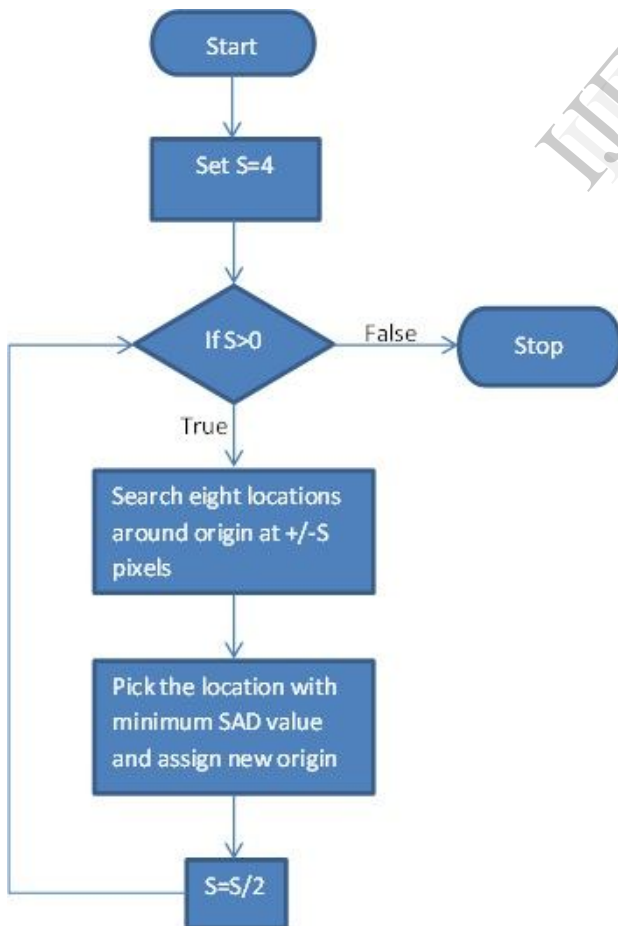 Start
Set S=4
If S>0
False
Stop
True
Search eight locations
around origin at +/-S
pixels
Pick the location with
minimum SAD value
and assign new origin
S=S/2